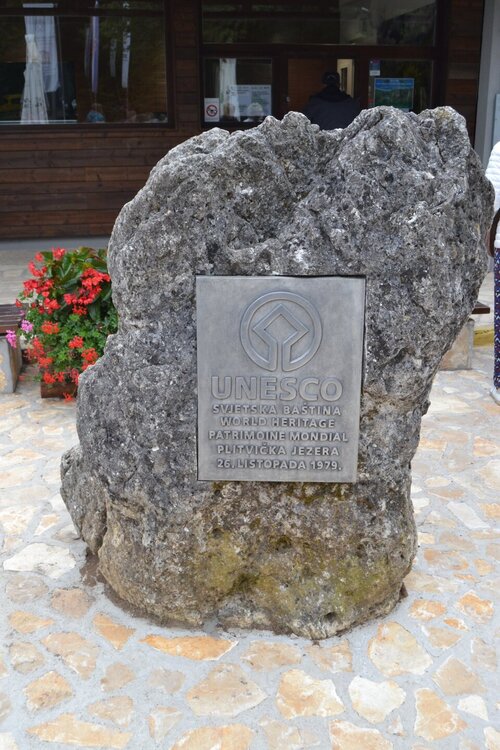 UNESCO
SVJETSKA BAŠTINA
WORLD HERITAGE
PATRIMOINE MONDIAL
PLITVIČKA JEZERA
26. LISTOPADA 1979.